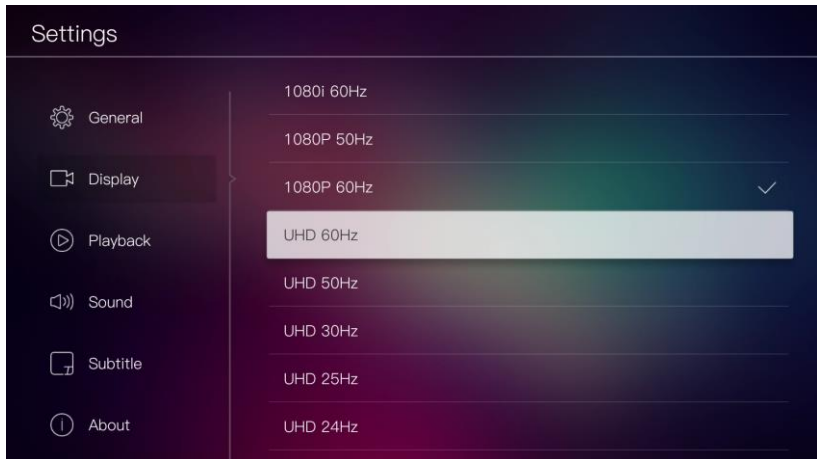 Settings
General
Display
Playback
Sound
Subtitle
About
1080i 60Hz
1080P 50Hz
1080P 60Hz
UHD 60Hz
UHD 50Hz
UHD 30Hz
UHD 25Hz
UHD 24Hz